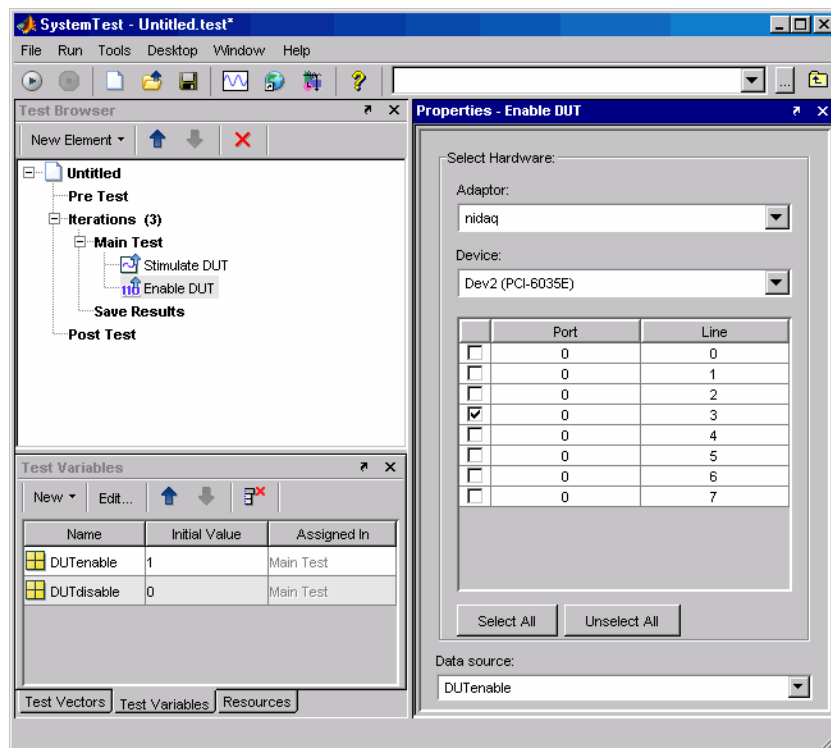 SystemTest - Untitled.test*
File Run Tools Desktop Window Help
Test Browser
New Element
Untitled
Pre Test
Iterations (3)
Main Test
Stimulate DUT
110 Enable DUT
Save Results
Post Test
Test Variables
New Edit...
Name Initial Value Assigned In
DUTenable 1 Main Test
DUTdisable 0 Main Test
Test Vectors Test Variables Resources
Properties - Enable DUT
Select Hardware:
Adaptor:
nidaq
Device:
Dev2 (PCI-6035E)
Port Line
0 0
0 1
0 2
0 3
0 4
0 5
0 6
0 7
Select All Unselect All
Data source:
DUTenable